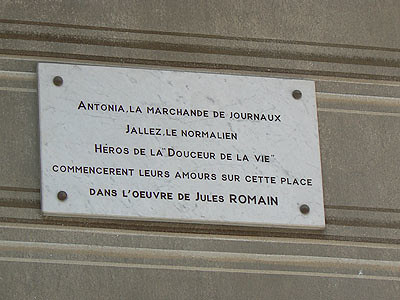 Antonia, la marchande de journaux
Jallez, le normalien
Héros de la "Douceur de la vie"
commencerent leurs amours sur cette place
dans l'oeuvre de Jules ROMAIN